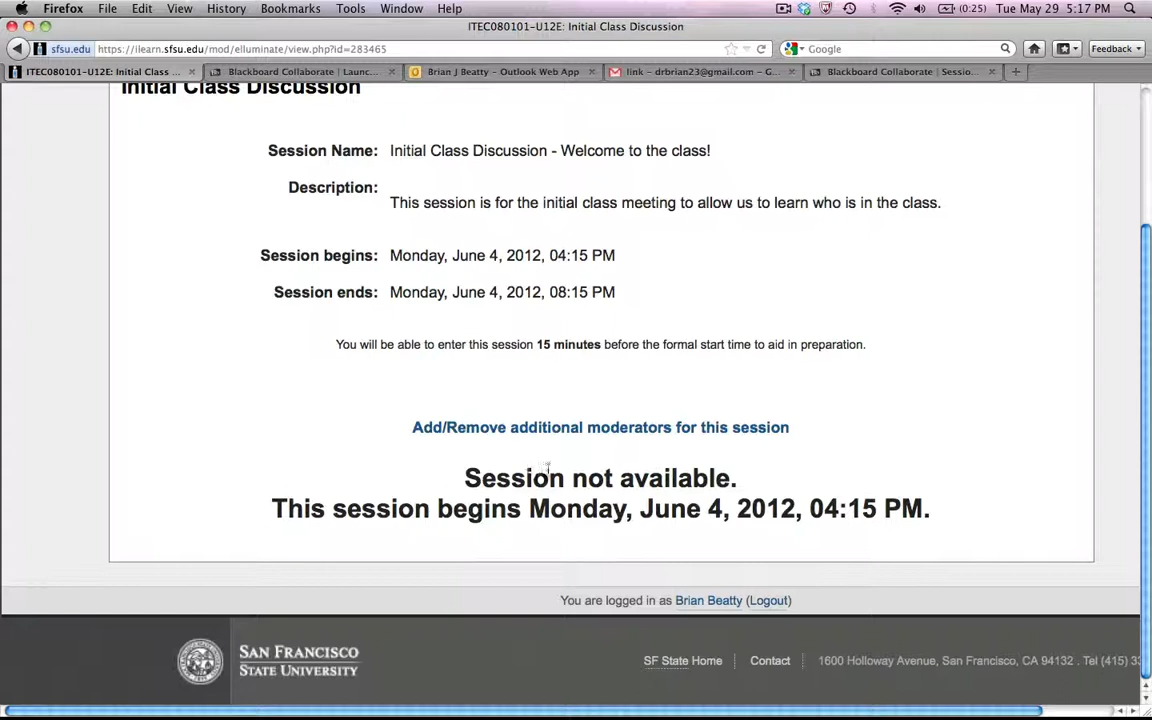 Firefox File Edit View History Bookmarks Tools Window Help (0:25) Tue May 29 5:17 PM
ITEC080101-U12E: Initial Class Discussion
sfsu.edu https://ilearn.sfsu.edu/mod/elluminate/view.php?id=283465 Google Feedback
ITEC080101-U12E: Initial Class ... Blackboard Collaborate | Launc... Brian J Beatty - Outlook Web App link - drbrian23@gmail.com - G... Blackboard Collaborate | Sessio...
Initial Class Discussion
Session Name: Initial Class Discussion - Welcome to the class!
Description:
This session is for the initial class meeting to allow us to learn who is in the class.
Session begins: Monday, June 4, 2012, 04:15 PM
Session ends: Monday, June 4, 2012, 08:15 PM
You will be able to enter this session 15 minutes before the formal start time to aid in preparation.
Add/Remove additional moderators for this session
Session not available.
This session begins Monday, June 4, 2012, 04:15 PM.
You are logged in as Brian Beatty (Logout)
SAN FRANCISCO
STATE UNIVERSITY
SF State Home Contact 1600 Holloway Avenue, San Francisco, CA 94132 . Tel (415) 33